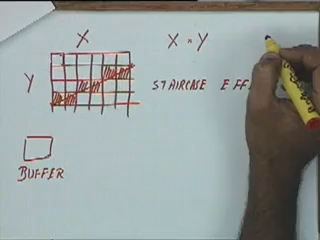 X
X × Y
Y
STAIRCASE EFF
BUFFER